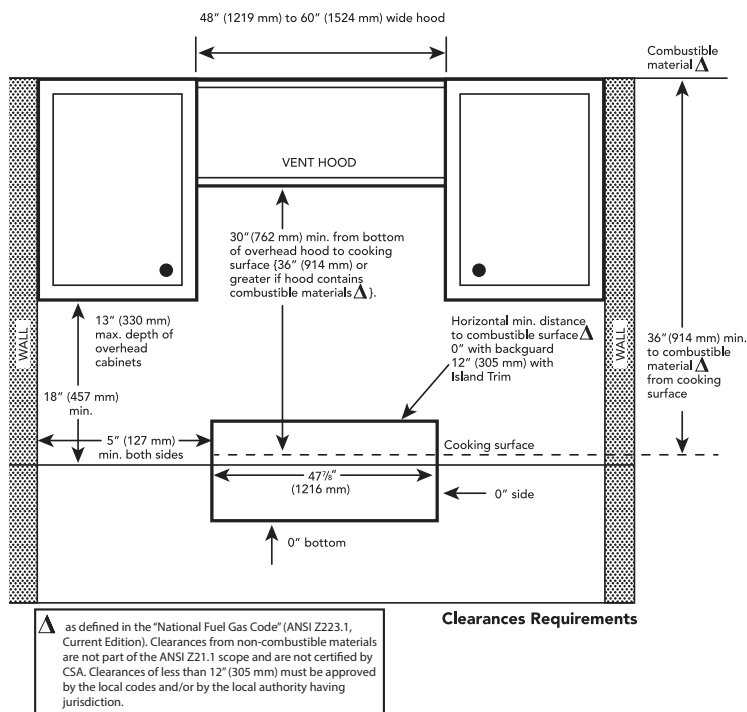 48" (1219 mm) to 60" (1524 mm) wide hood
Combustible
material Δ
VENT HOOD
30" (762 mm) min. from bottom
of overhead hood to cooking
surface {36" (914 mm) or
greater if hood contains
combustible materials Δ }.
13" (330 mm)
max. depth of
overhead
cabinets
Horizontal min. distance
to combustible surface Δ
0" with backguard
12" (305 mm) with
Island Trim
WALL
WALL
36" (914 mm) min.
to combustible
material Δ
from cooking
surface
18" (457 mm)
min.
5" (127 mm)
min. both sides
Cooking surface
47⅞"
(1216 mm)
0" side
0" bottom
Clearances Requirements
Δ as defined in the "National Fuel Gas Code" (ANSI Z223.1,
Current Edition). Clearances from non-combustible materials
are not part of the ANSI Z21.1 scope and are not certified by
CSA. Clearances of less than 12" (305 mm) must be approved
by the local codes and/or by the local authority having
jurisdiction.